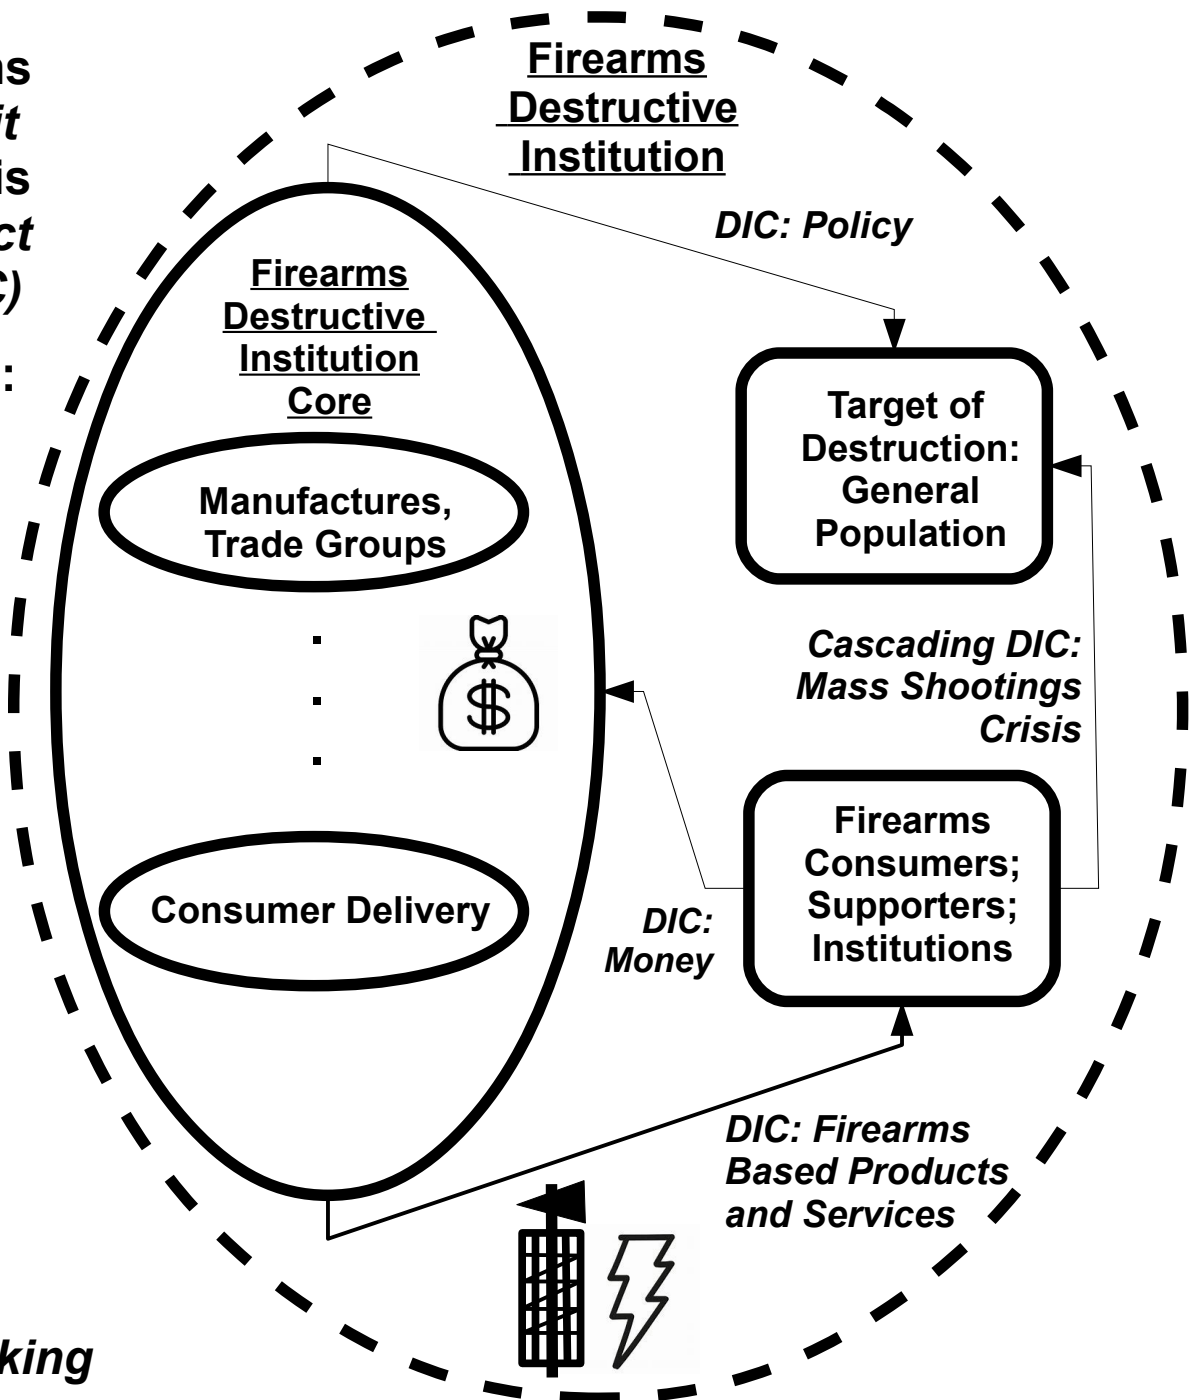 ns
it
is
ct
C)
:
Firearms
Destructive
Institution
DIC: Policy
Firearms
Destructive
Institution
Core
Manufactures,
Trade Groups
.
.
.
$
Consumer Delivery
Target of
Destruction:
General
Population
Cascading DIC:
Mass Shootings
Crisis
Firearms
Consumers;
Supporters;
Institutions
DIC:
Money
DIC: Firearms
Based Products
and Services
king